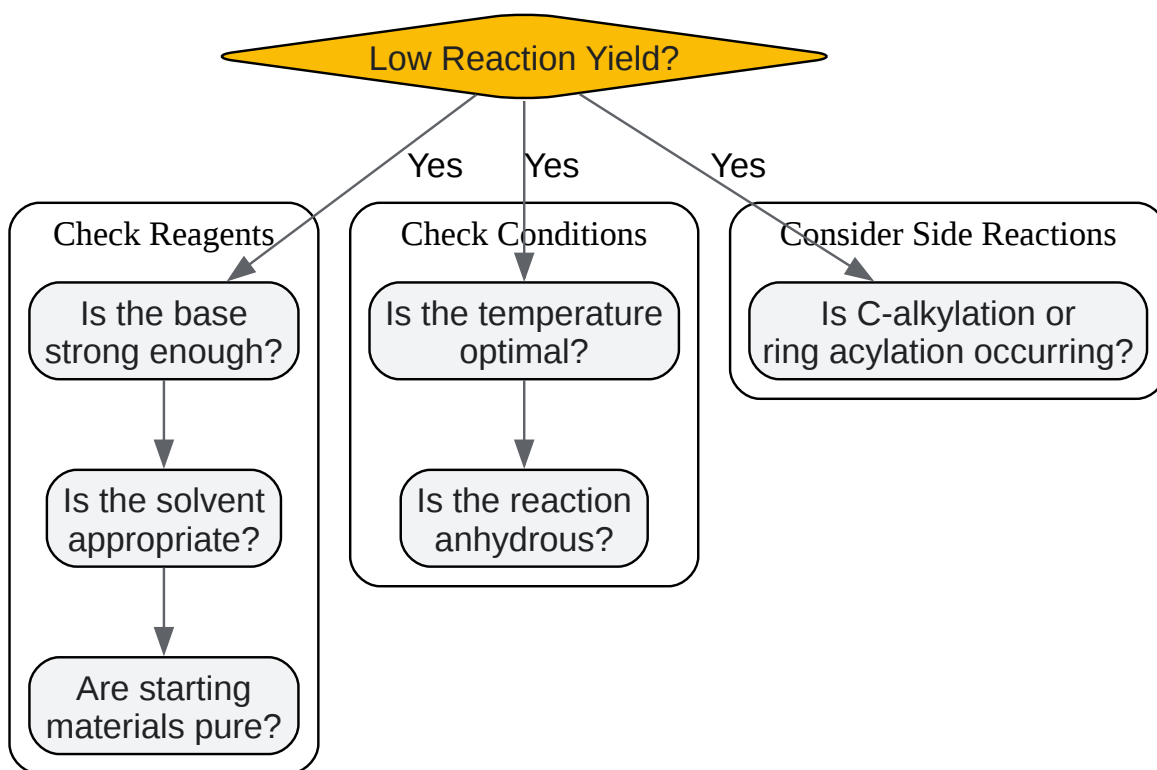 Low Reaction Yield?
Yes
Yes
Yes
Check Reagents
Is the base
strong enough?
Is the solvent
appropriate?
Are starting
materials pure?
Check Conditions
Is the temperature
optimal?
Is the reaction
anhydrous?
Consider Side Reactions
Is C-alkylation or
ring acylation occurring?